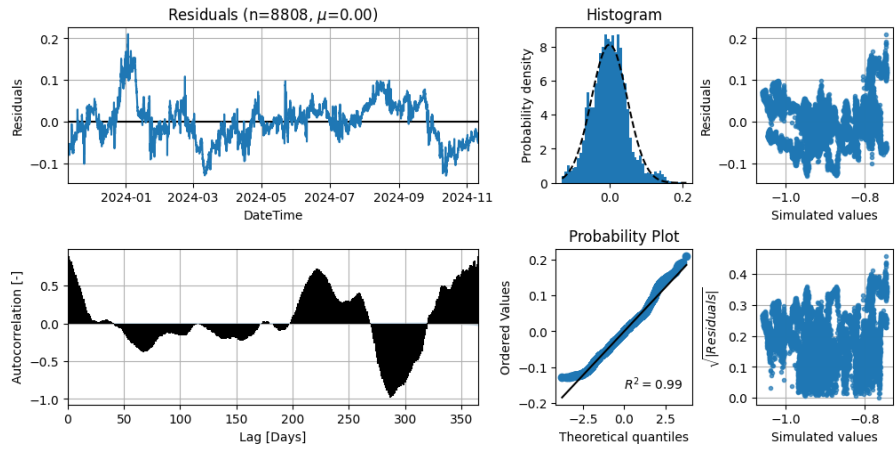 Residuals (n=8808, μ=0.00)
Residuals
0.2
0.1
0.0
−0.1
2024-01 2024-03 2024-05 2024-07 2024-09 2024-11
DateTime
Histogram
Probability density
8
6
4
2
0
0.0 0.2
Residuals
0.2
0.1
0.0
−0.1
−1.0 −0.8
Simulated values
Autocorrelation [-]
0.5
0.0
−0.5
−1.0
0 50 100 150 200 250 300 350
Lag [Days]
Probability Plot
Ordered Values
0.2
0.1
0.0
−0.1
−0.2
R² = 0.99
−2.5 0.0 2.5
Theoretical quantiles
√|Residuals|
0.4
0.3
0.2
0.1
0.0
−1.0 −0.8
Simulated values